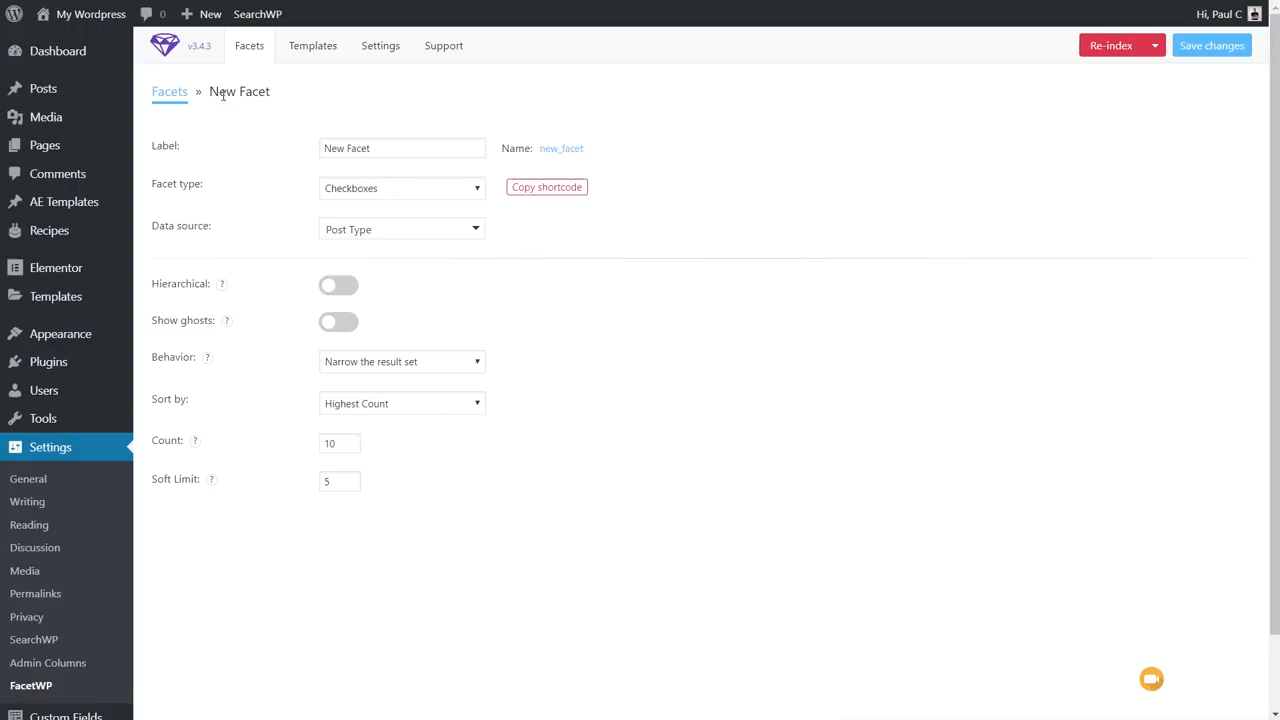 My Wordpress 0 New SearchWP Hi, Paul C
v3.4.3 Facets Templates Settings Support Re-index Save changes
Dashboard
Posts
Media
Pages
Comments
AE Templates
Recipes
Elementor
Templates
Appearance
Plugins
Users
Tools
Settings
General
Writing
Reading
Discussion
Media
Permalinks
Privacy
SearchWP
Admin Columns
FacetWP
Custom Fields
Facets » New Facet
Label: New Facet Name: new_facet
Facet type: Checkboxes Copy shortcode
Data source: Post Type
Hierarchical: ?
Show ghosts: ?
Behavior: ? Narrow the result set
Sort by: Highest Count
Count: ? 10
Soft Limit: ? 5